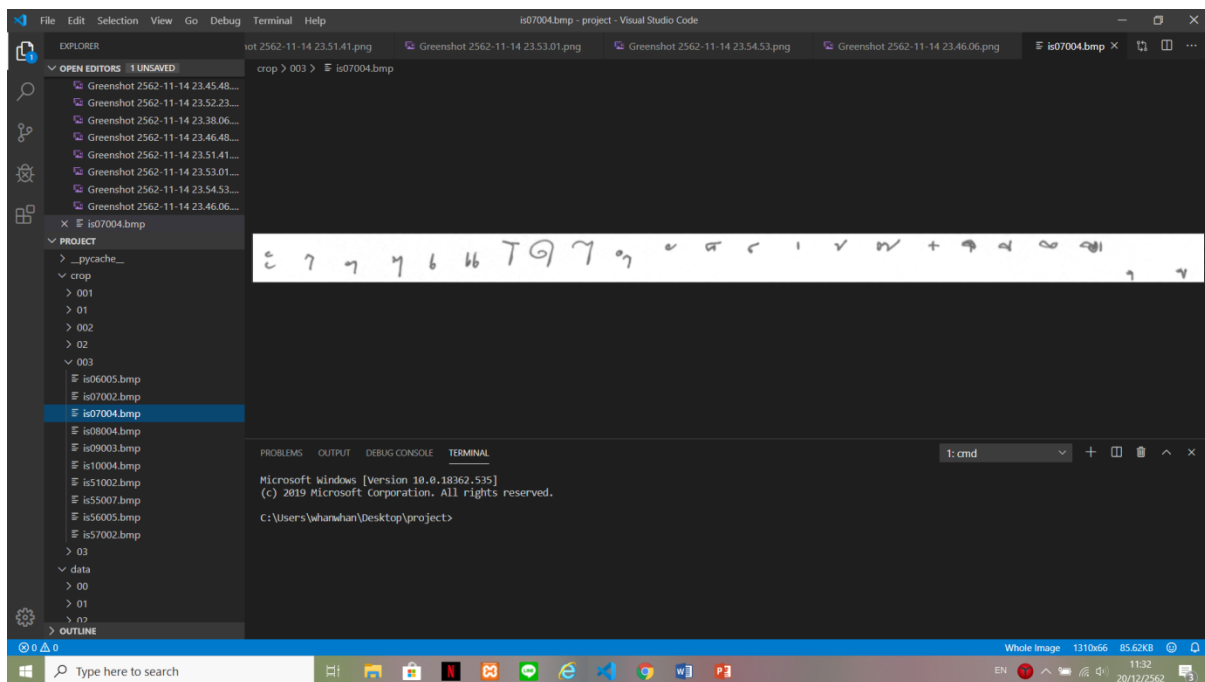 File Edit Selection View Go Debug Terminal Help
is07004.bmp - project - Visual Studio Code
EXPLORER
ot 2562-11-14 23.51.41.png
Greenshot 2562-11-14 23.53.01.png
Greenshot 2562-11-14 23.54.53.png
Greenshot 2562-11-14 23.46.06.png
is07004.bmp
OPEN EDITORS 1 UNSAVED
crop > 003 > is07004.bmp
Greenshot 2562-11-14 23.45.48....
Greenshot 2562-11-14 23.52.23....
Greenshot 2562-11-14 23.38.06....
Greenshot 2562-11-14 23.46.48....
Greenshot 2562-11-14 23.51.41....
Greenshot 2562-11-14 23.53.01....
Greenshot 2562-11-14 23.54.53....
Greenshot 2562-11-14 23.46.06....
is07004.bmp
PROJECT
> __pycache__
crop
> 001
> 01
> 002
> 02
003
is06005.bmp
is07002.bmp
is07004.bmp
is08004.bmp
is09003.bmp
is10004.bmp
is51002.bmp
is55007.bmp
is56005.bmp
is57002.bmp
> 03
data
> 00
> 01
> 02
> OUTLINE
PROBLEMS OUTPUT DEBUG CONSOLE TERMINAL
1: cmd
Microsoft Windows [Version 10.0.18362.535]
(c) 2019 Microsoft Corporation. All rights reserved.
C:\Users\whanwhan\Desktop\project>
0 0
Whole Image 1310x66 85.62KB
Type here to search
EN
11:32
20/12/2562